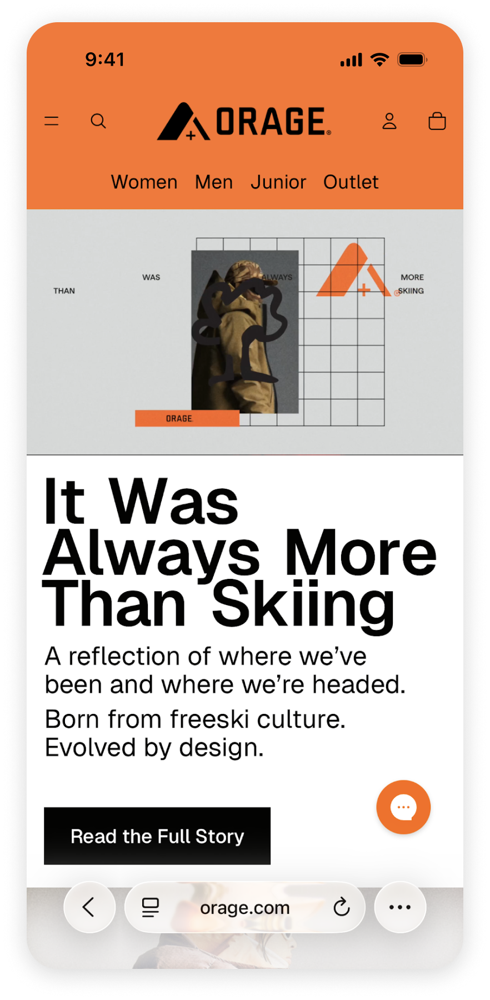 9:41
ORAGE®
Women Men Junior Outlet
WAS ALWAYS MORE
THAN ®SKIING
ORAGE
It Was
Always More
Than Skiing
A reflection of where we’ve
been and where we’re headed.
Born from freeski culture.
Evolved by design.
Read the Full Story
orage.com